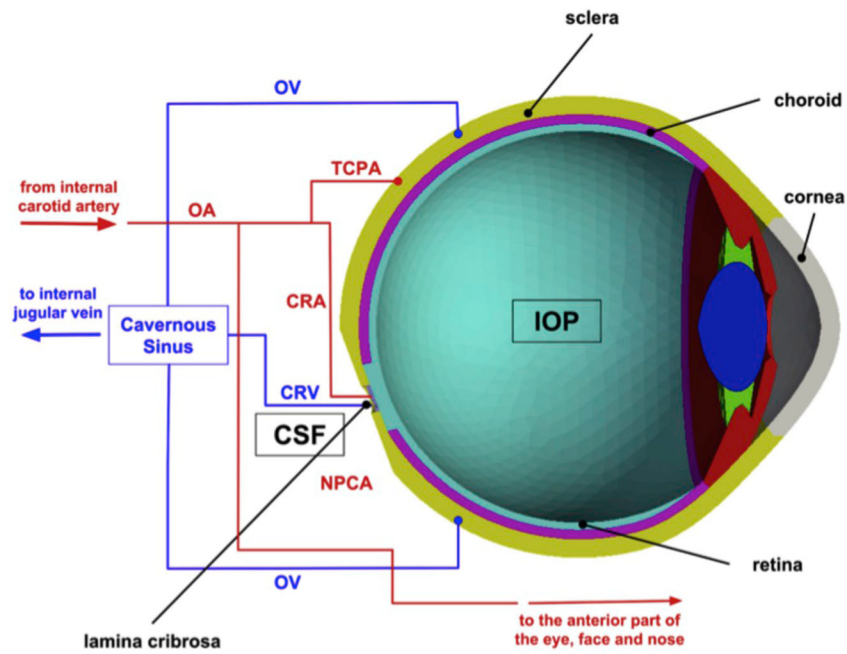 sclera
OV
choroid
TCPA
from internal
carotid artery
OA
cornea
to internal
jugular vein
CRA
Cavernous
Sinus
IOP
CRV
CSF
NPCA
retina
OV
to the anterior part of
the eye, face and nose
lamina cribrosa